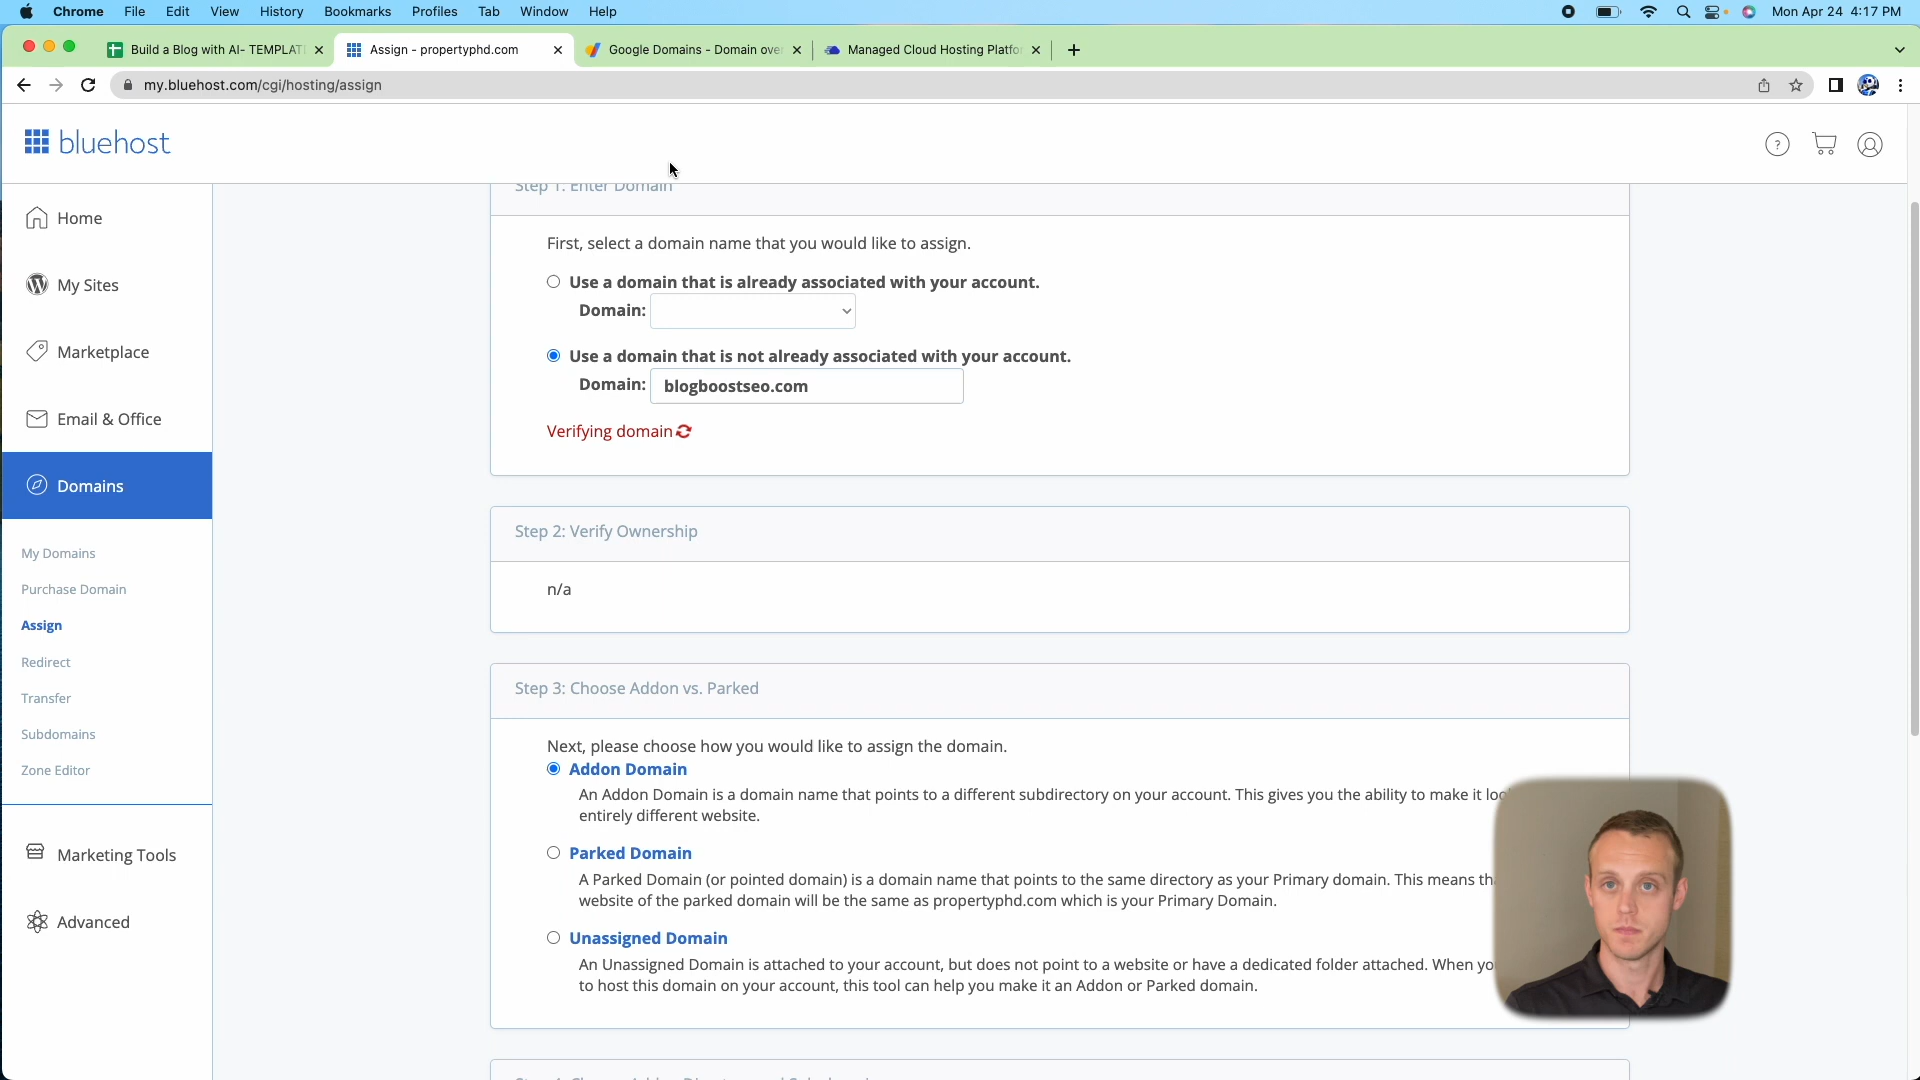 Chrome File Edit View History Bookmarks Profiles Tab Window Help Mon Apr 24 4:17 PM
Build a Blog with AI- TEMPLAT Assign - propertyphd.com Google Domains - Domain ove Managed Cloud Hosting Platfo
my.bluehost.com/cgi/hosting/assign
bluehost
Step 1: Enter Domain
Home
First, select a domain name that you would like to assign.
Use a domain that is already associated with your account.
My Sites
Domain:
Marketplace
Use a domain that is not already associated with your account.
Domain: blogboostseo.com
Email & Office
Verifying domain
Domains
Step 2: Verify Ownership
My Domains
Purchase Domain
n/a
Assign
Redirect
Step 3: Choose Addon vs. Parked
Transfer
Subdomains
Next, please choose how you would like to assign the domain.
Zone Editor
Addon Domain
An Addon Domain is a domain name that points to a different subdirectory on your account. This gives you the ability to make it
entirely different website.
Marketing Tools
Parked Domain
A Parked Domain (or pointed domain) is a domain name that points to the same directory as your Primary domain. This means
website of the parked domain will be the same as propertyphd.com which is your Primary Domain.
Advanced
Unassigned Domain
An Unassigned Domain is attached to your account, but does not point to a website or have a dedicated folder attached. When
to host this domain on your account, this tool can help you make it an Addon or Parked domain.